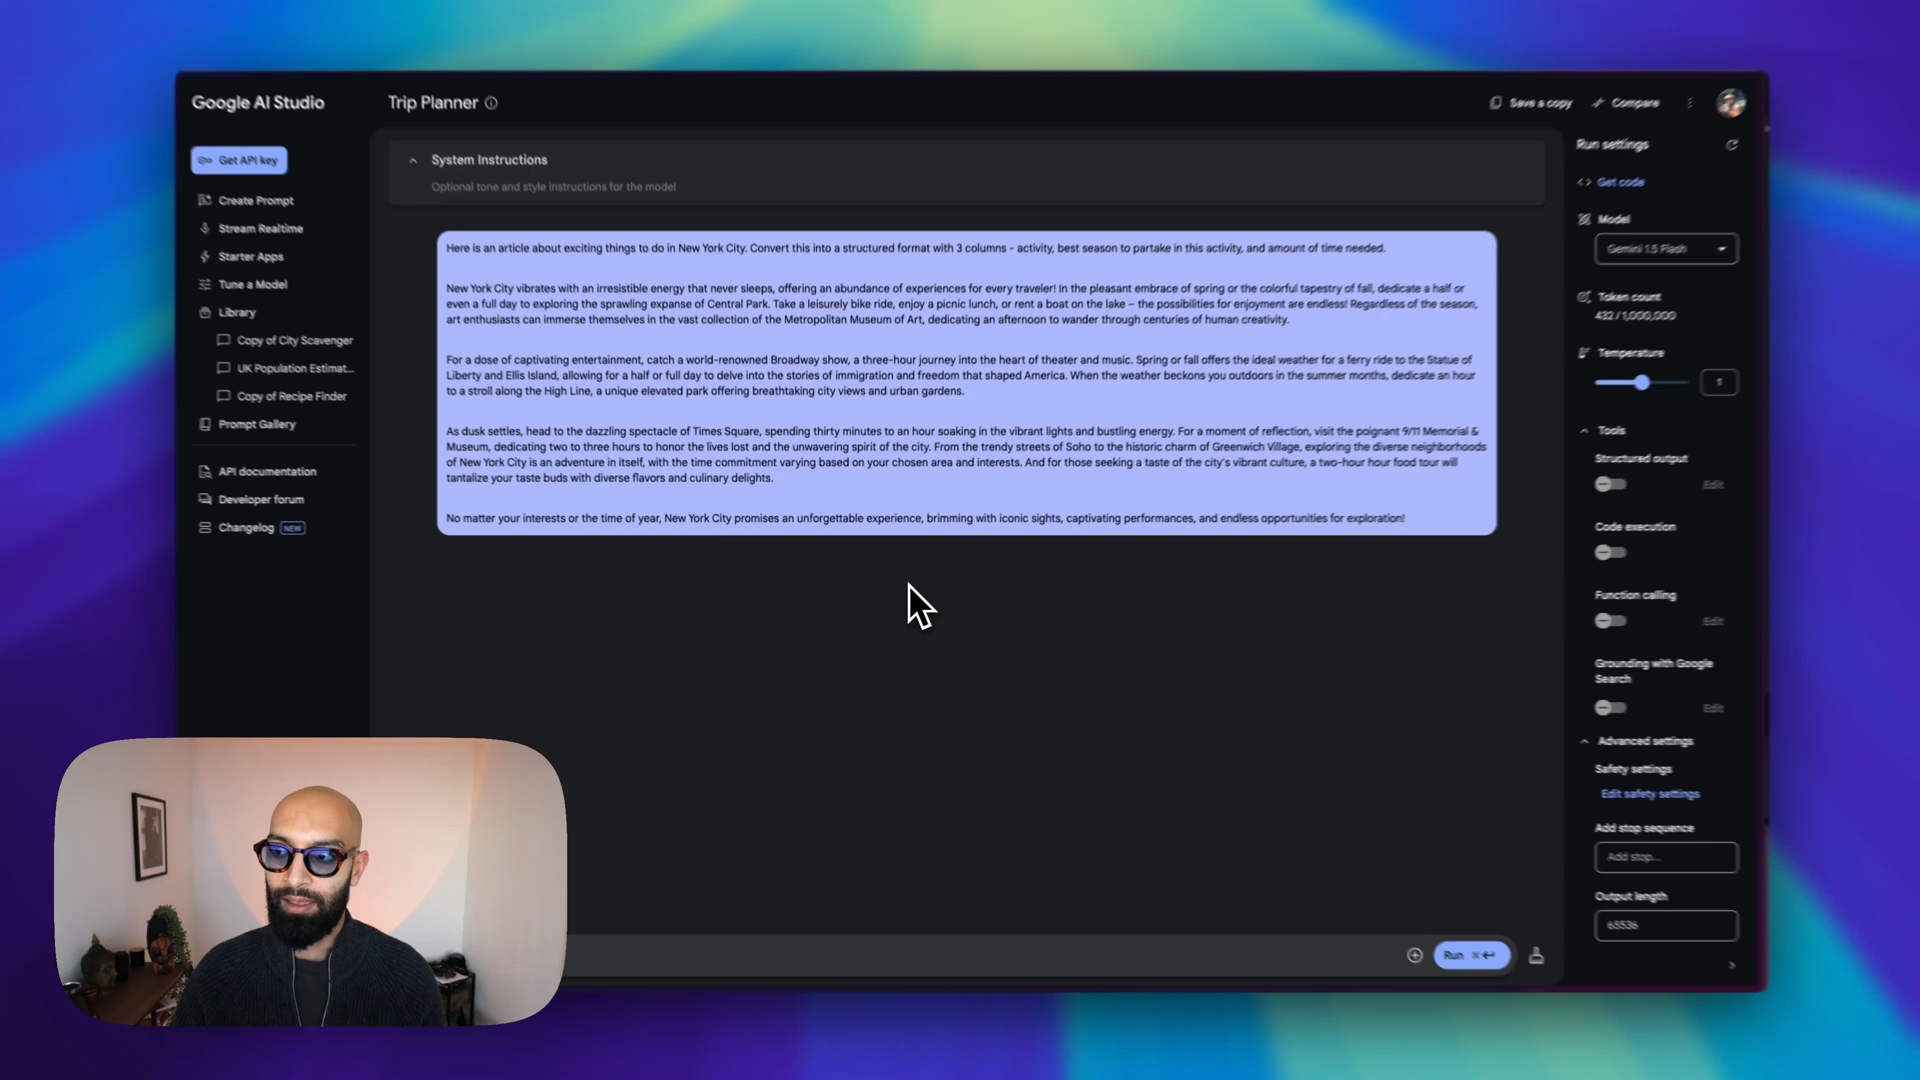 Google AI Studio
Trip Planner
Save a copy
Compare
Get API key
Create Prompt
Stream Realtime
Starter Apps
Tune a Model
Library
Copy of City Scavenger
UK Population Estimat...
Copy of Recipe Finder
Prompt Gallery
API documentation
Developer forum
Changelog NEW
System Instructions
Optional tone and style instructions for the model
Here is an article about exciting things to do in New York City. Convert this into a structured format with 3 columns - activity, best season to partake in this activity, and amount of time needed.
New York City vibrates with an irresistible energy that never sleeps, offering an abundance of experiences for every traveler! In the pleasant embrace of spring or the colorful tapestry of fall, dedicate a half or
even a full day to exploring the sprawling expanse of Central Park. Take a leisurely bike ride, enjoy a picnic lunch, or rent a boat on the lake – the possibilities for enjoyment are endless! Regardless of the season,
art enthusiasts can immerse themselves in the vast collection of the Metropolitan Museum of Art, dedicating an afternoon to wander through centuries of human creativity.
For a dose of captivating entertainment, catch a world-renowned Broadway show, a three-hour journey into the heart of theater and music. Spring or fall offers the ideal weather for a ferry ride to the Statue of
Liberty and Ellis Island, allowing for a half or full day to delve into the stories of immigration and freedom that shaped America. When the weather beckons you outdoors in the summer months, dedicate an hour
to a stroll along the High Line, a unique elevated park offering breathtaking city views and urban gardens.
As dusk settles, head to the dazzling spectacle of Times Square, spending thirty minutes to an hour soaking in the vibrant lights and bustling energy. For a moment of reflection, visit the poignant 9/11 Memorial &
Museum, dedicating two to three hours to honor the lives lost and the unwavering spirit of the city. From the trendy streets of Soho to the historic charm of Greenwich Village, exploring the diverse neighborhoods
of New York City is an adventure in itself, with the time commitment varying based on your chosen area and interests. And for those seeking a taste of the city's vibrant culture, a two-hour hour food tour will
tantalize your taste buds with diverse flavors and culinary delights.
No matter your interests or the time of year, New York City promises an unforgettable experience, brimming with iconic sights, captivating performances, and endless opportunities for exploration!
Run
Run settings
Get code
Model
Gemini 1.5 Flash
Token count
432 / 1,000,000
Temperature
1
Tools
Structured output
Edit
Code execution
Function calling
Edit
Grounding with Google
Search
Edit
Advanced settings
Safety settings
Edit safety settings
Add stop sequence
Add stop...
Output length
65536